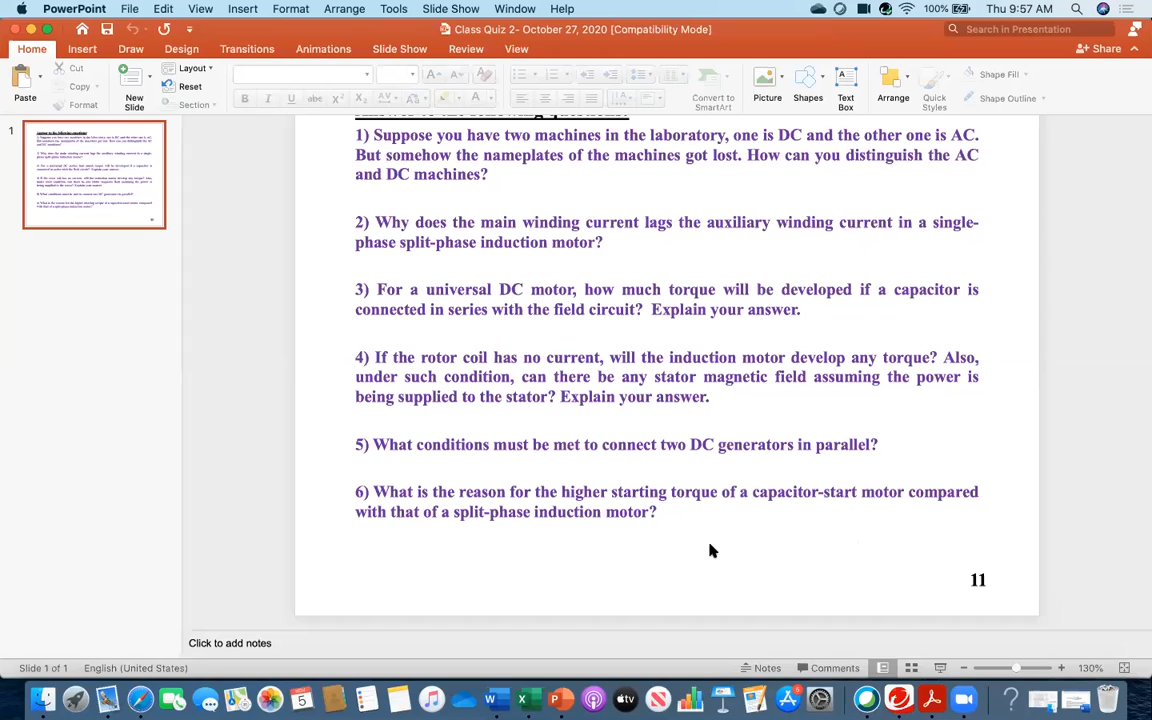 PowerPoint File Edit View Insert Format Arrange Tools Slide Show Window Help 100% Thu 9:57 AM
Class Quiz 2- October 27, 2020 [Compatibility Mode]
Search in Presentation
Home Insert Draw Design Transitions Animations Slide Show Review View
Share
Paste
Cut
Copy
Format
New
Slide
Layout
Reset
Section
Convert to
SmartArt
Picture
Shapes
Text
Box
Arrange
Quick
Styles
Shape Fill
Shape Outline
1
1) Suppose you have two machines in the laboratory, one is DC and the other one is AC.
But somehow the nameplates of the machines got lost. How can you distinguish the AC
and DC machines?
2) Why does the main winding current lags the auxiliary winding current in a single-
phase split-phase induction motor?
3) For a universal DC motor, how much torque will be developed if a capacitor is
connected in series with the field circuit? Explain your answer.
4) If the rotor coil has no current, will the induction motor develop any torque? Also,
under such condition, can there be any stator magnetic field assuming the power is
being supplied to the stator? Explain your answer.
5) What conditions must be met to connect two DC generators in parallel?
6) What is the reason for the higher starting torque of a capacitor-start motor compared
with that of a split-phase induction motor?
11
Click to add notes
Slide 1 of 1 English (United States)
Notes Comments 130%